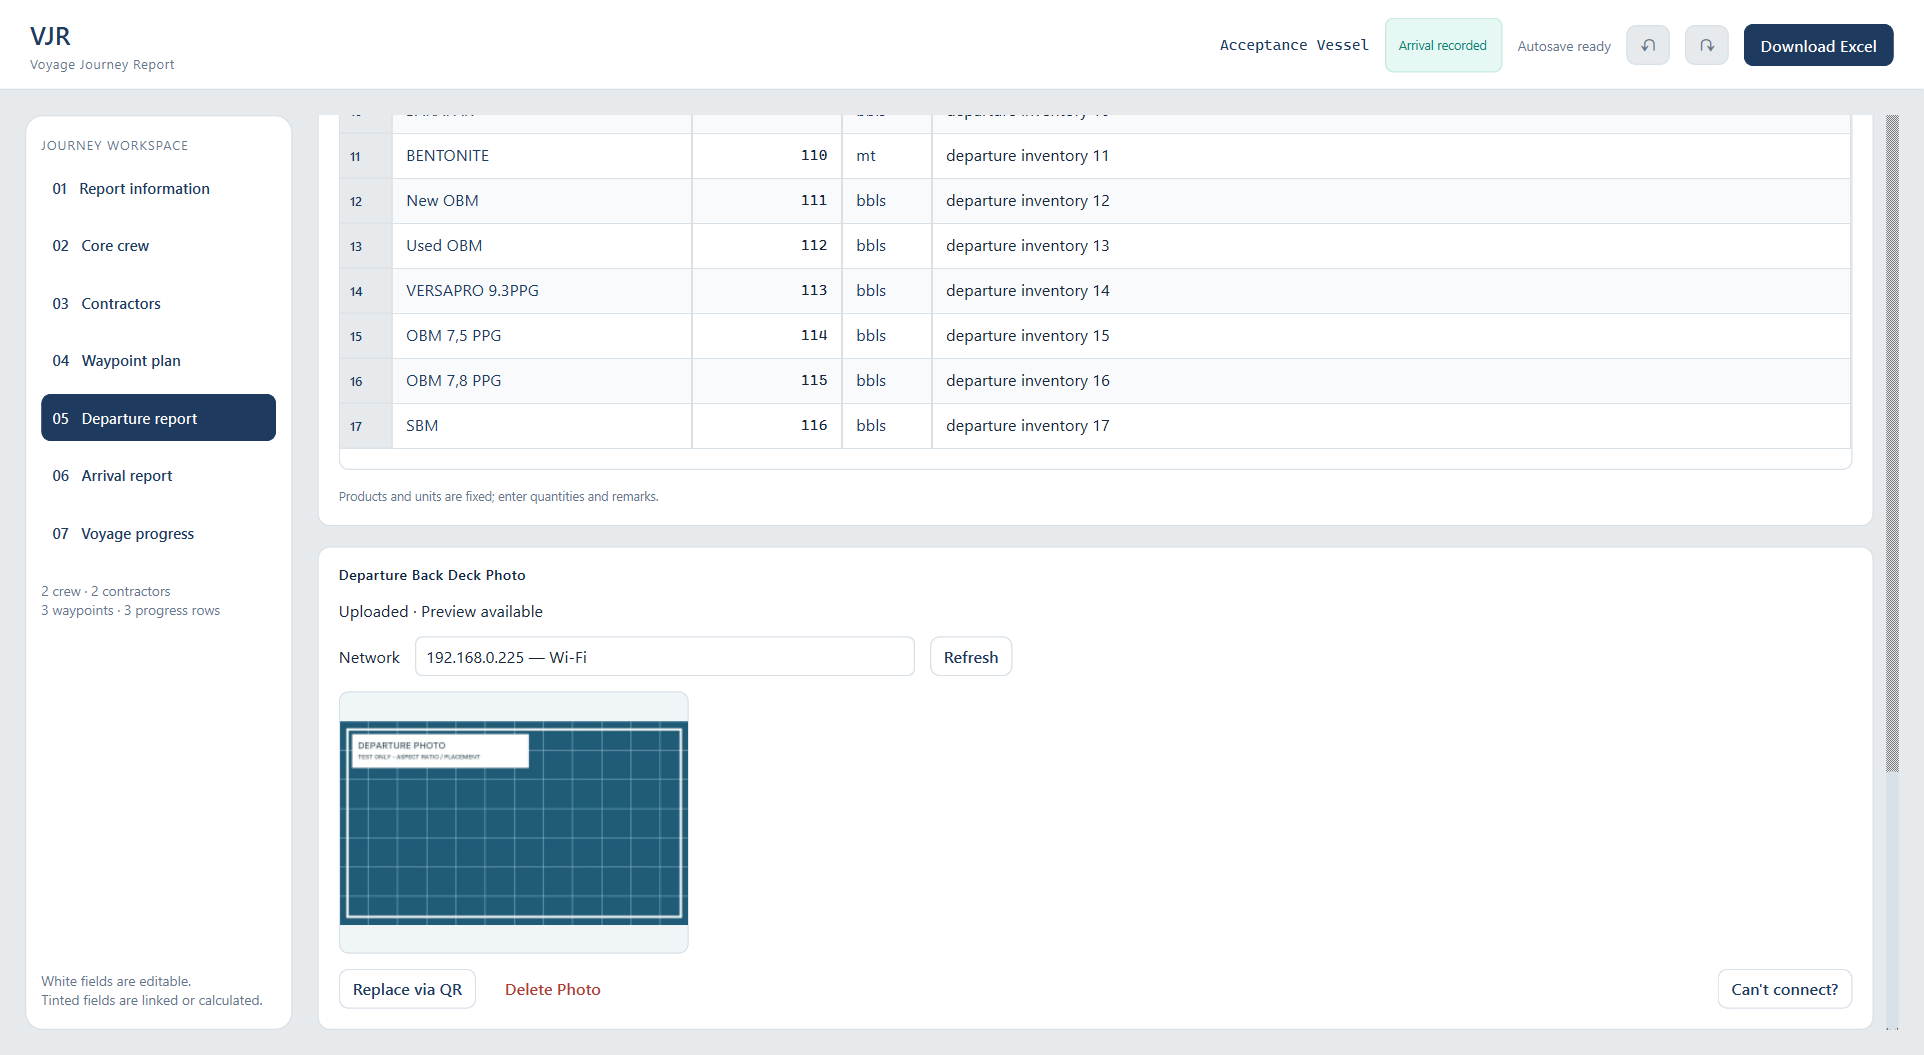 VJR
Voyage Journey Report
Acceptance Vessel
Arrival recorded
Autosave ready
Download Excel
JOURNEY WORKSPACE
01 Report information
02 Core crew
03 Contractors
04 Waypoint plan
05 Departure report
06 Arrival report
07 Voyage progress
2 crew · 2 contractors
3 waypoints · 3 progress rows
White fields are editable.
Tinted fields are linked or calculated.
11 BENTONITE 110 mt departure inventory 11
12 New OBM 111 bbls departure inventory 12
13 Used OBM 112 bbls departure inventory 13
14 VERSAPRO 9.3PPG 113 bbls departure inventory 14
15 OBM 7,5 PPG 114 bbls departure inventory 15
16 OBM 7,8 PPG 115 bbls departure inventory 16
17 SBM 116 bbls departure inventory 17
Products and units are fixed; enter quantities and remarks.
Departure Back Deck Photo
Uploaded · Preview available
Network 192.168.0.225 — Wi-Fi Refresh
DEPARTURE PHOTO
TEST ONLY - ASPECT RATIO / PLACEMENT
Replace via QR Delete Photo Can't connect?